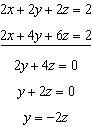 2x + 2y + 2z = 2
2x + 4y + 6z = 2
2y + 4z = 0
y + 2z = 0
y = −2z